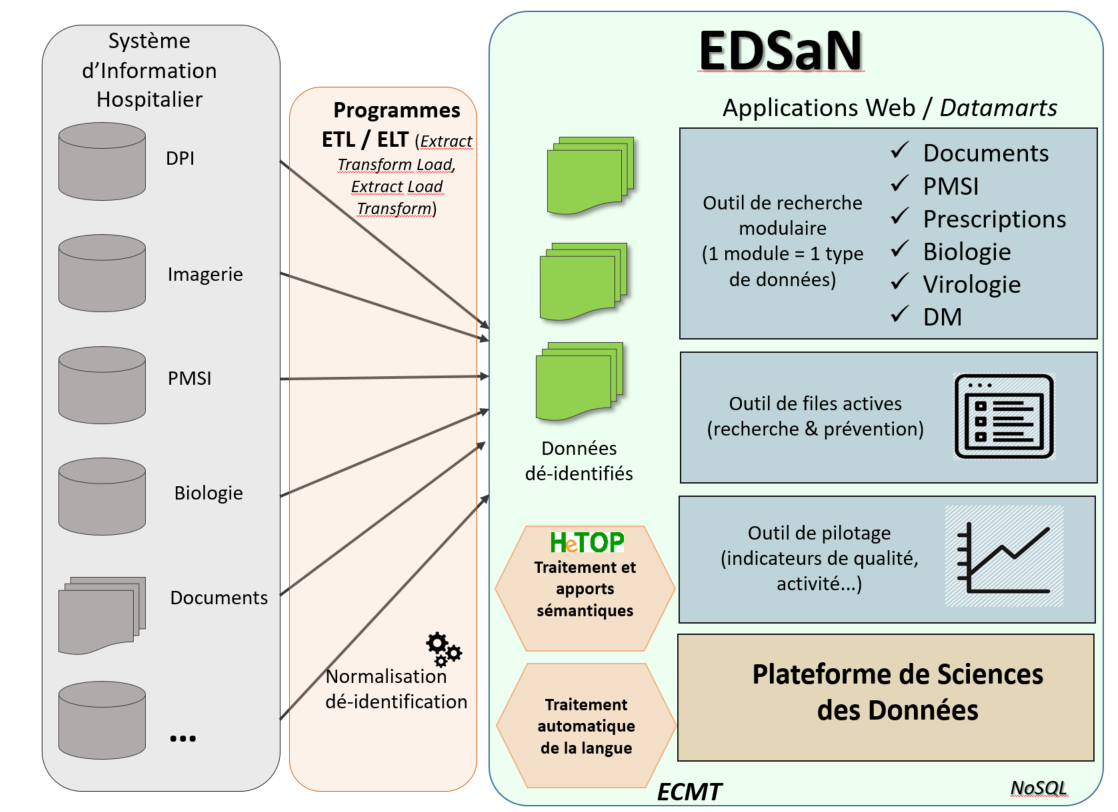 Système
d’Information
Hospitalier
DPI
Imagerie
PMSI
Biologie
Documents
...
Programmes
ETL / ELT (Extract
Transform Load,
Extract Load
Transform)
Normalisation
dé-identification
EDSaN
Applications Web / Datamarts
Données
dé-identifiés
HeTOP
Traitement et
apports
sémantiques
Traitement
automatique
de la langue
Outil de recherche
modulaire
(1 module = 1 type
de données)
✓ Documents
✓ PMSI
✓ Prescriptions
✓ Biologie
✓ Virologie
✓ DM
Outil de files actives
(recherche & prévention)
Outil de pilotage
(indicateurs de qualité,
activité...)
Plateforme de Sciences
des Données
ECMT
NoSQL